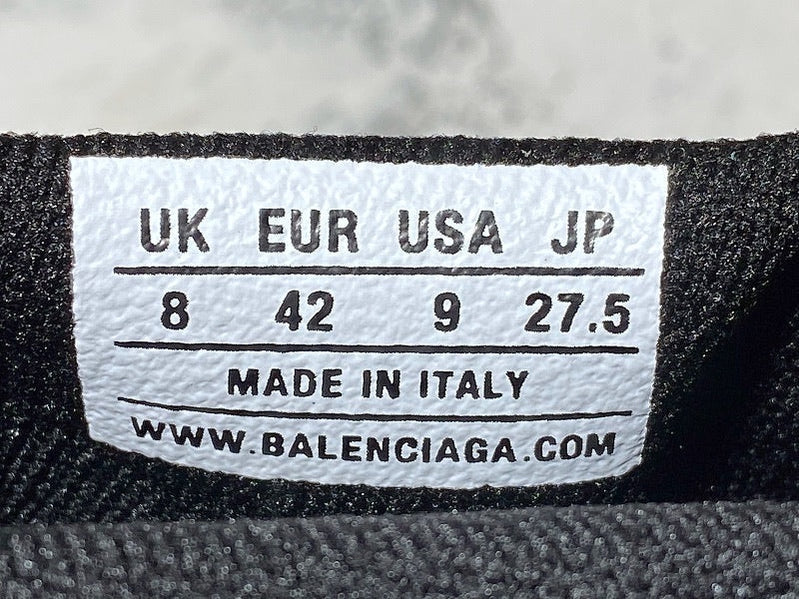 UK EUR USA JP
8 42 9 27.5
MADE IN ITALY
WWW.BALENCIAGA.COM